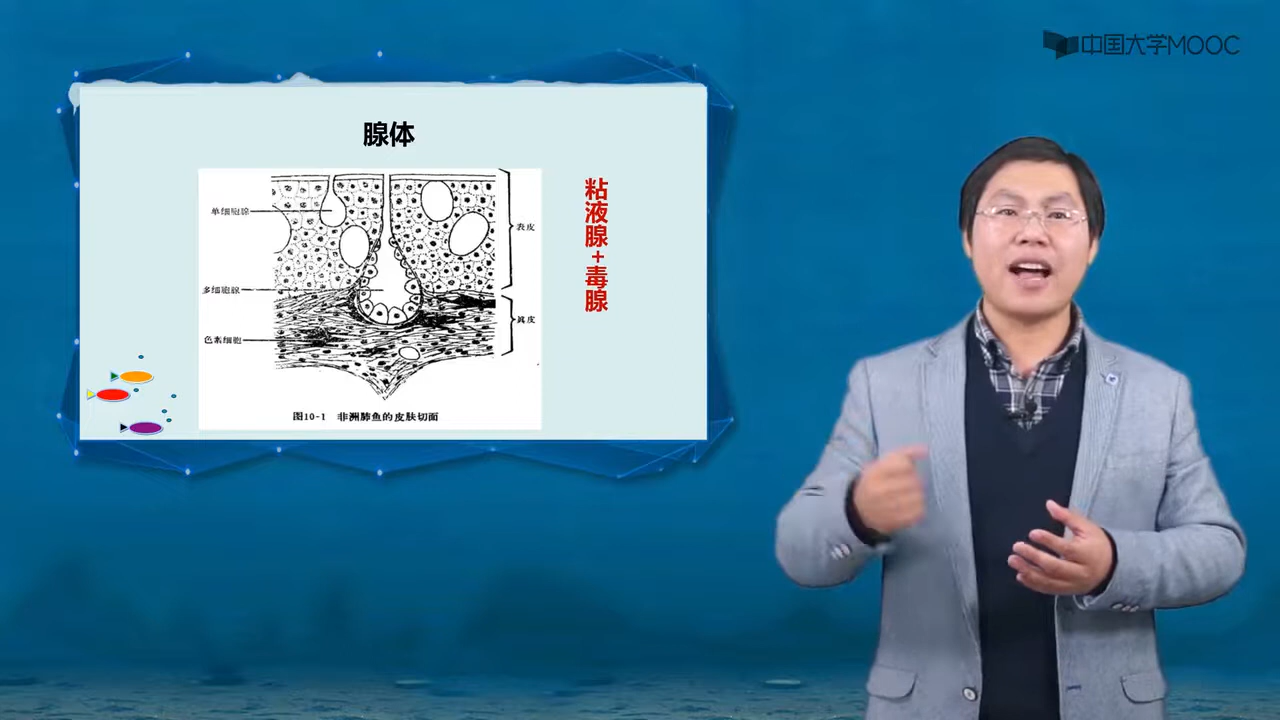 中国大学MOOC
腺体
粘液腺+毒腺
单细胞腺
表皮
多细胞腺
真皮
色素细胞
图10-1 非洲肺鱼的皮肤切面